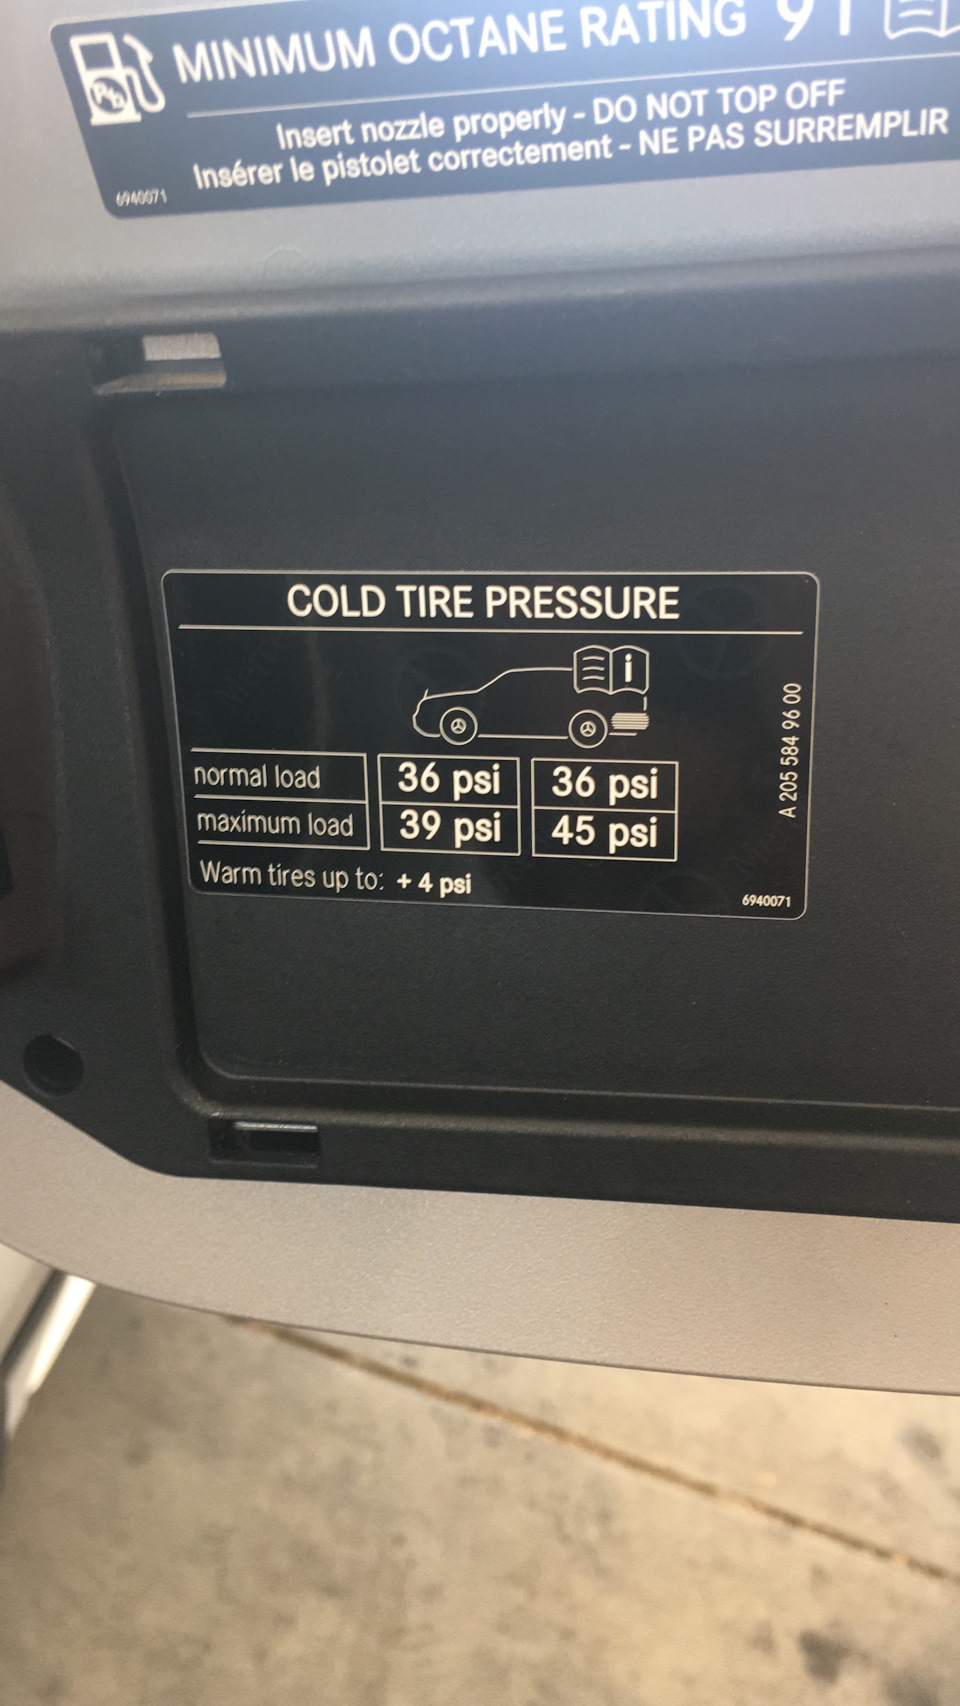 MINIMUM OCTANE RATING 91
Insert nozzle properly - DO NOT TOP OFF
Insérer le pistolet correctement - NE PAS SURREMPLIR
Pb
6940071
COLD TIRE PRESSURE
i
normal load 36 psi 36 psi
maximum load 39 psi 45 psi
Warm tires up to: + 4 psi
A 205 584 96 00
6940071